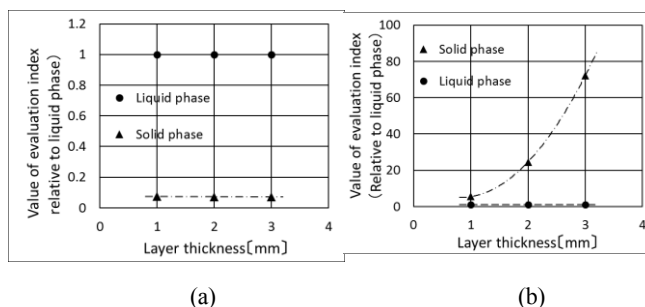 (a)
1.2
1
0.8
0.6
0.4
0.2
0
0 1 2 3 4
Value of evaluation index
relative to liquid phase)
Liquid phase
Solid phase
Layer thickness〔mm〕
(b)
100
80
60
40
20
0
0 1 2 3 4
Value of evaluation index
(Relative to liquid phase)
Solid phase
Liquid phase
Layer thickness〔mm〕
(a) (b)